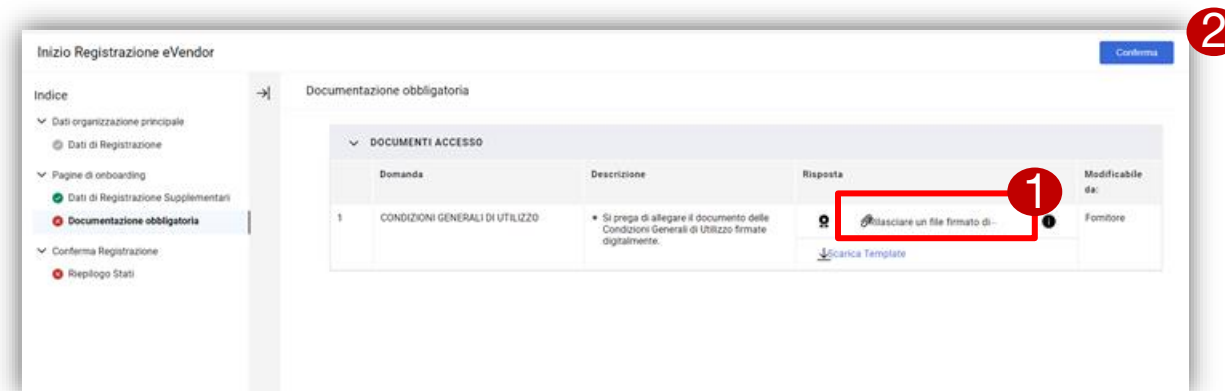 2
Inizio Registrazione eVendor
Conferma
Indice
Documentazione obbligatoria
Dati organizzazione principale
Dati di Registrazione
Pagine di onboarding
Dati di Registrazione Supplementari
Documentazione obbligatoria
Conferma Registrazione
Riepilogo Stati
DOCUMENTI ACCESSO
Domanda
Descrizione
Risposta
Modificabile
da:
1
1
CONDIZIONI GENERALI DI UTILIZZO
Si prega di allegare il documento delle
Condizioni Generali di Utilizzo firmate
digitalmente.
Rilasciare un file firmato di...
Fornitore
Scarica Template